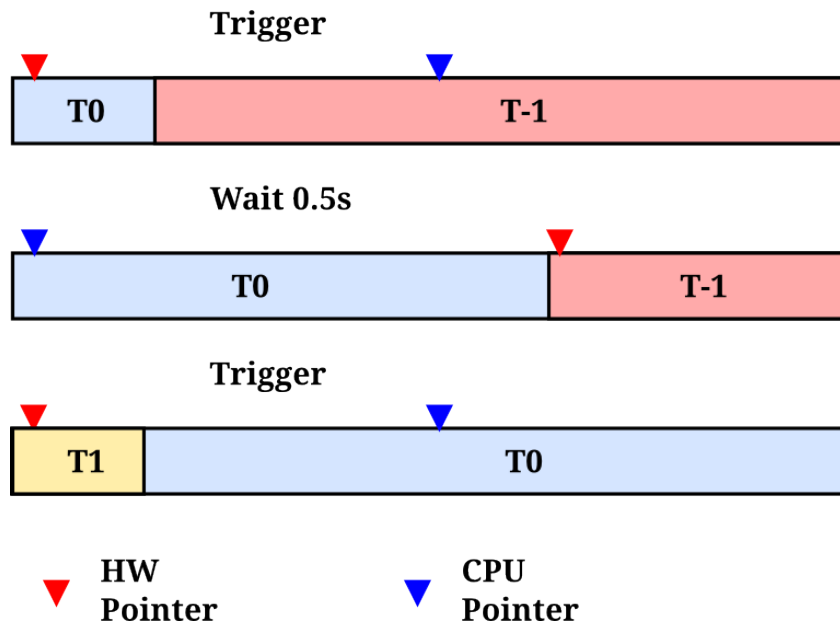 Trigger
T0 T-1
Wait 0.5s
T0 T-1
Trigger
T1 T0
HW CPU
Pointer Pointer